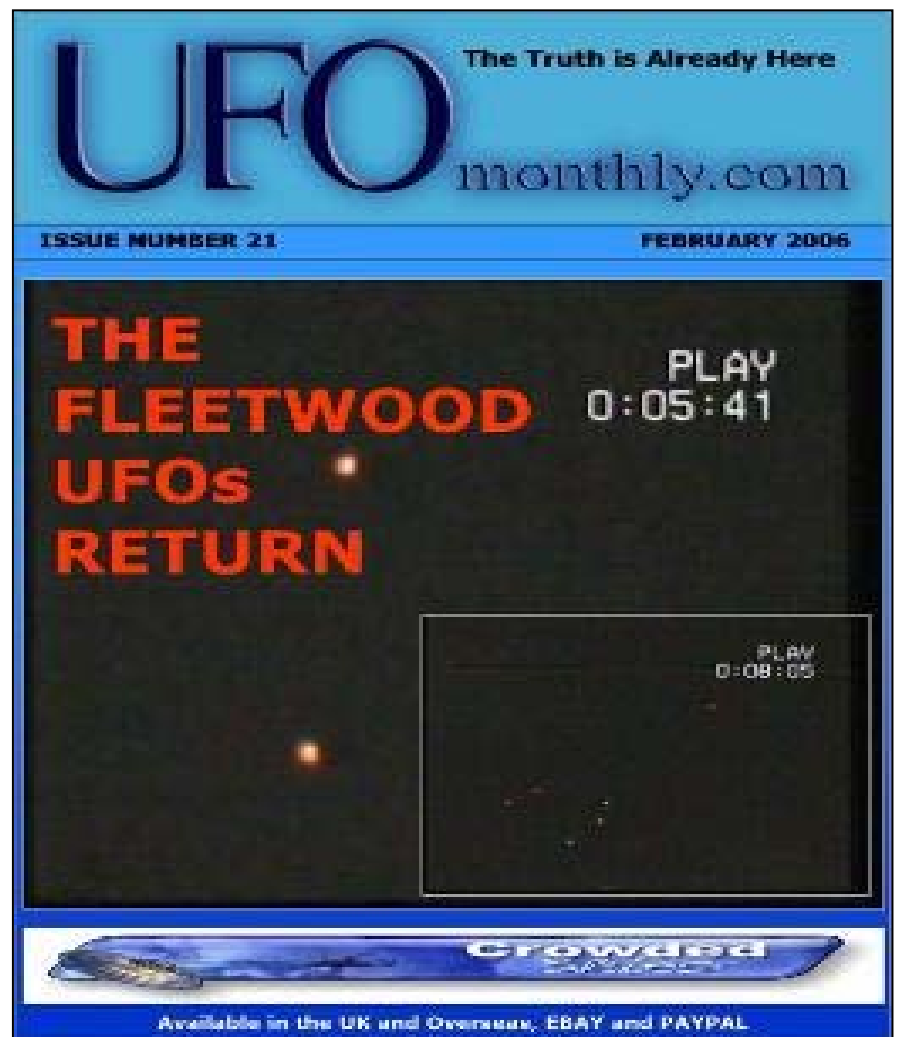 The Truth is Already Here
UFO
monthly.com
ISSUE NUMBER 21
FEBRUARY 2006
THE
FLEETWOOD
UFOs
RETURN
PLAY
0:05:41
PLAY
0:08:05
Crowded
Available in the UK and Overseas, EBAY and PAYPAL